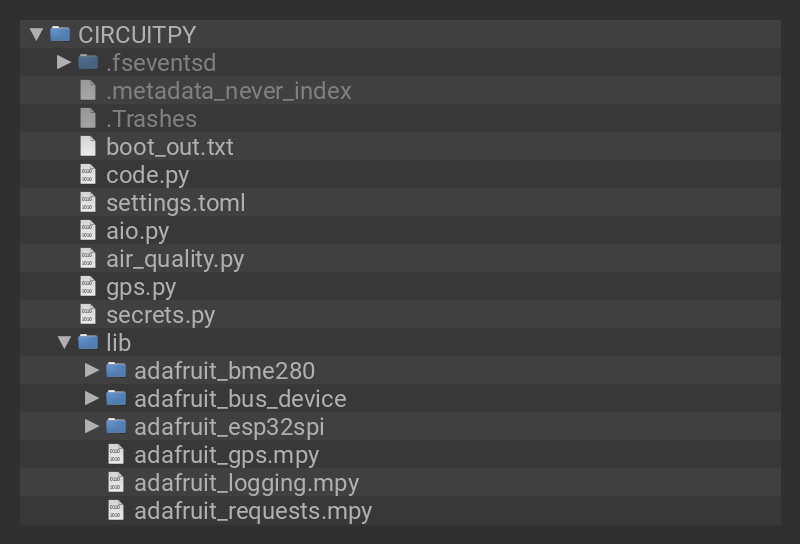 CIRCUITPY
.fseventsd
.metadata_never_index
.Trashes
boot_out.txt
code.py
settings.toml
aio.py
air_quality.py
gps.py
secrets.py
lib
adafruit_bme280
adafruit_bus_device
adafruit_esp32spi
adafruit_gps.mpy
adafruit_logging.mpy
adafruit_requests.mpy